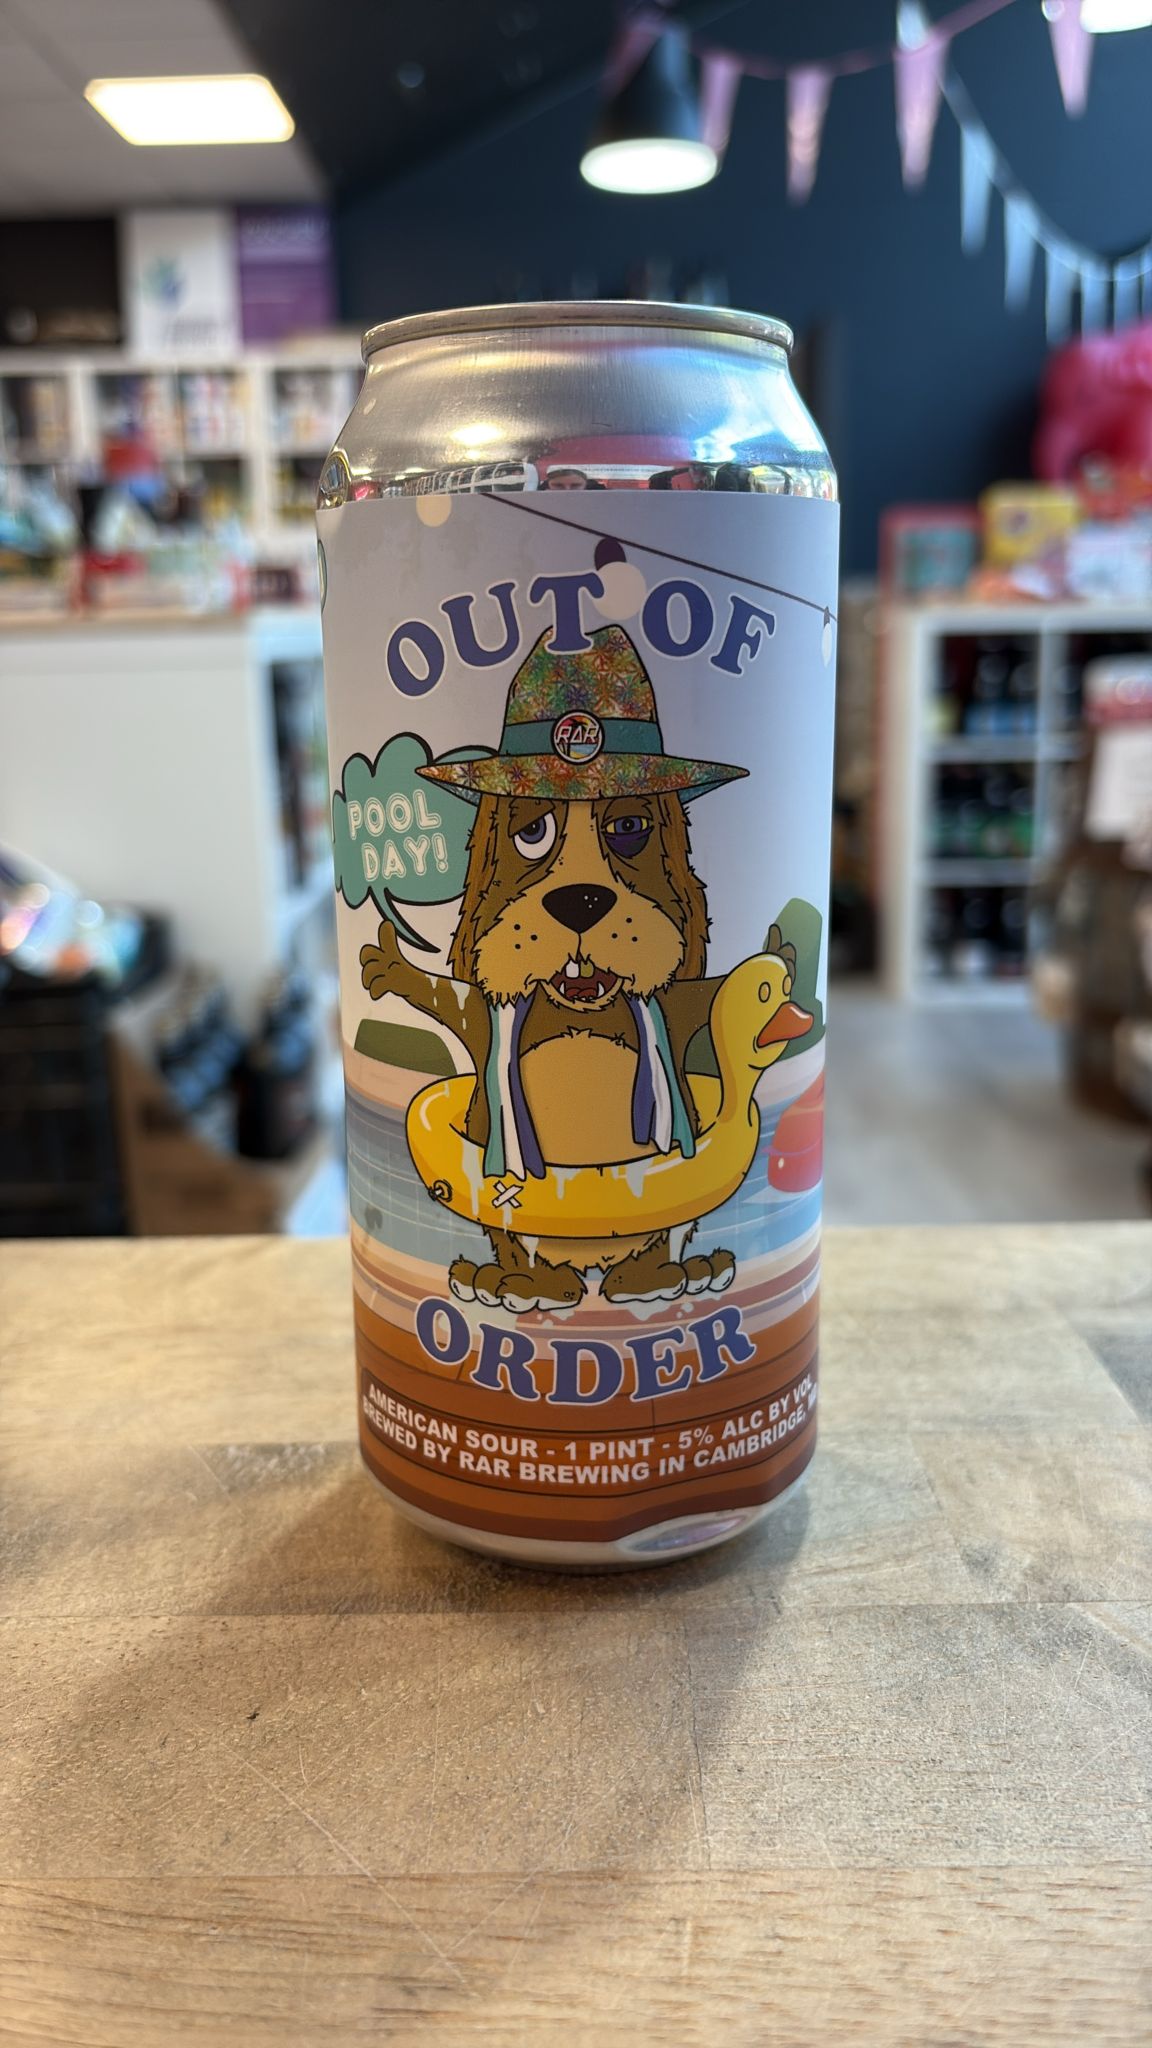 OUT OF
RAR
POOL
DAY!
ORDER
AMERICAN SOUR - 1 PINT - 5% ALC BY VOL
BREWED BY RAR BREWING IN CAMBRIDGE,